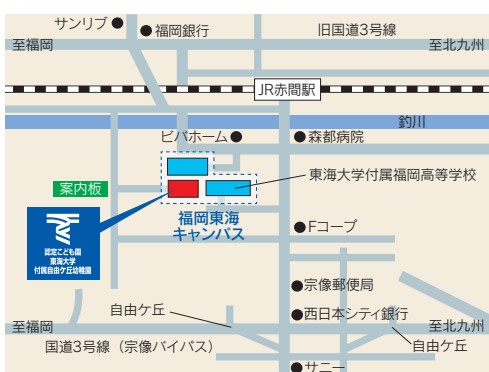 サンリブ
福岡銀行
旧国道3号線
至福岡
至北九州
JR赤間駅
釣川
ビバホーム
森都病院
東海大学付属福岡高等学校
案内板
福岡東海
キャンパス
認定こども園
東海大学
付属自由ケ丘幼稚園
Fコープ
宗像郵便局
自由ケ丘
西日本シティ銀行
至福岡
至北九州
国道3号線（宗像バイパス）
自由ケ丘
サニー